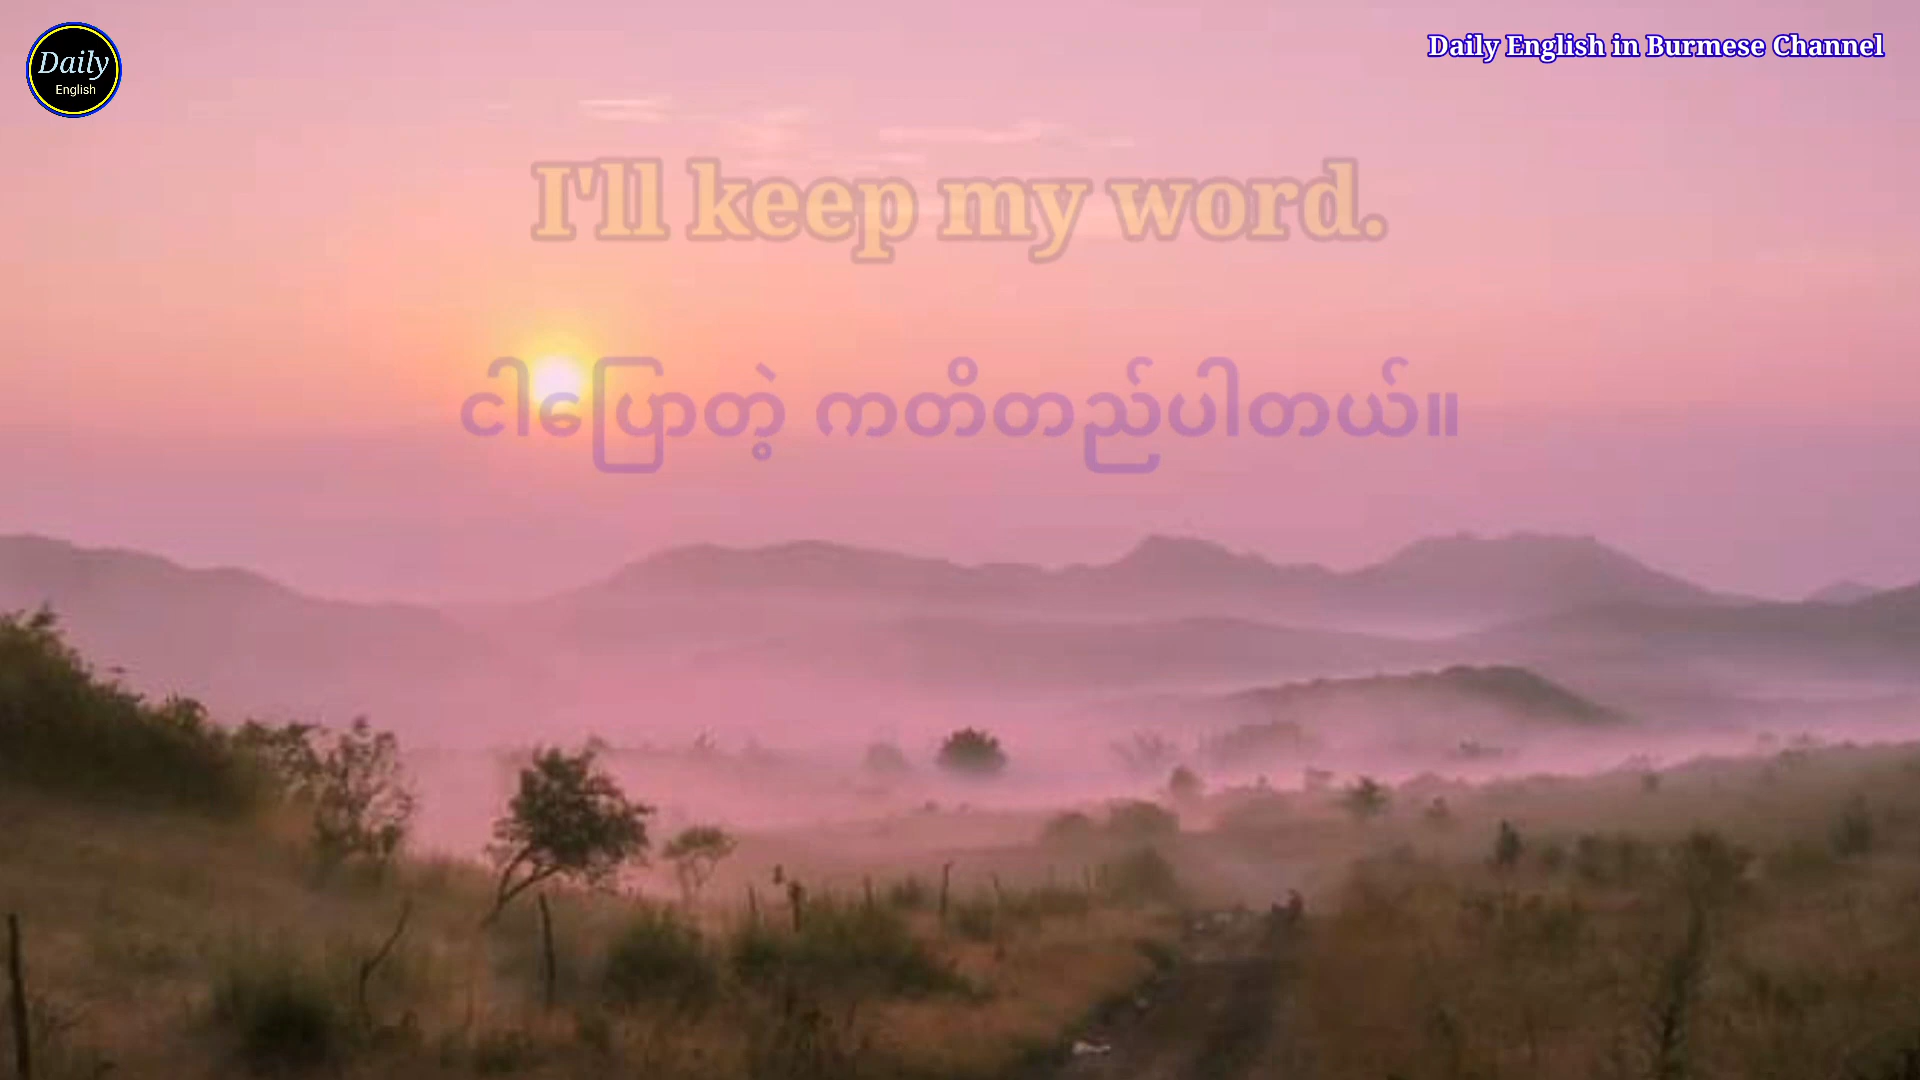 Daily
English
Daily English in Burmese Channel
I'll keep my word.
ငါပြောတဲ့ ကတိတည်ပါတယ်။